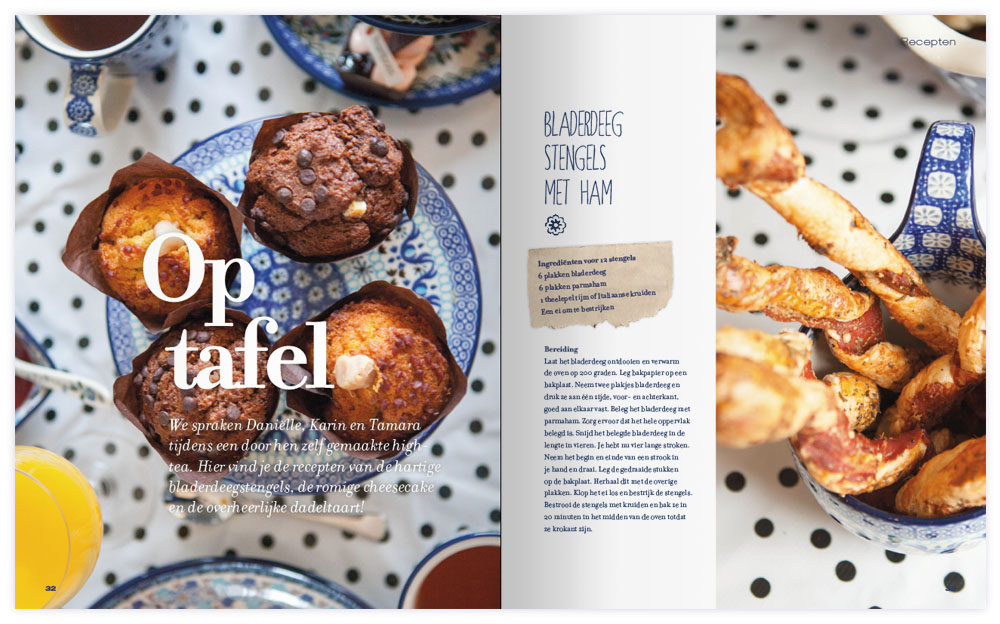 Op
tafel
We spraken Daniëlle, Karin en Tamara
tijdens een door hen zelf gemaakte high-
tea. Hier vind je de recepten van de hartige
bladerdeegstengels, de romige cheesecake
en de overheerlijke dadeltaart!
32
Recepten
BLADERDEEG
STENGELS
MET HAM
Ingrediënten voor 12 stengels
6 plakken bladerdeeg
6 plakken parmaham
1 theelepel tijm of Italiaanse kruiden
Een ei om te bestrijken
Bereiding
Laat het bladerdeeg ontdooien en verwarm
de oven op 200 graden. Leg bakpapier op een
bakplaat. Neem twee plakjes bladerdeeg en
druk ze aan één zijde, voor- en achterkant,
goed aan elkaar vast. Beleg het bladerdeeg met
parmaham. Zorg ervoor dat het hele oppervlak
belegd is. Snijd het belegde bladerdeeg in de
lengte in vieren. Je hebt nu vier lange stroken.
Neem het begin en einde van een strook in
je hand en draai. Leg de gedraaide stukken
op de bakplaat. Herhaal dit met de overige
plakken. Klop het ei los en bestrijk de stengels.
Bestrooi de stengels met kruiden en bak ze in
20 minuten in het midden van de oven totdat
ze krokant zijn.